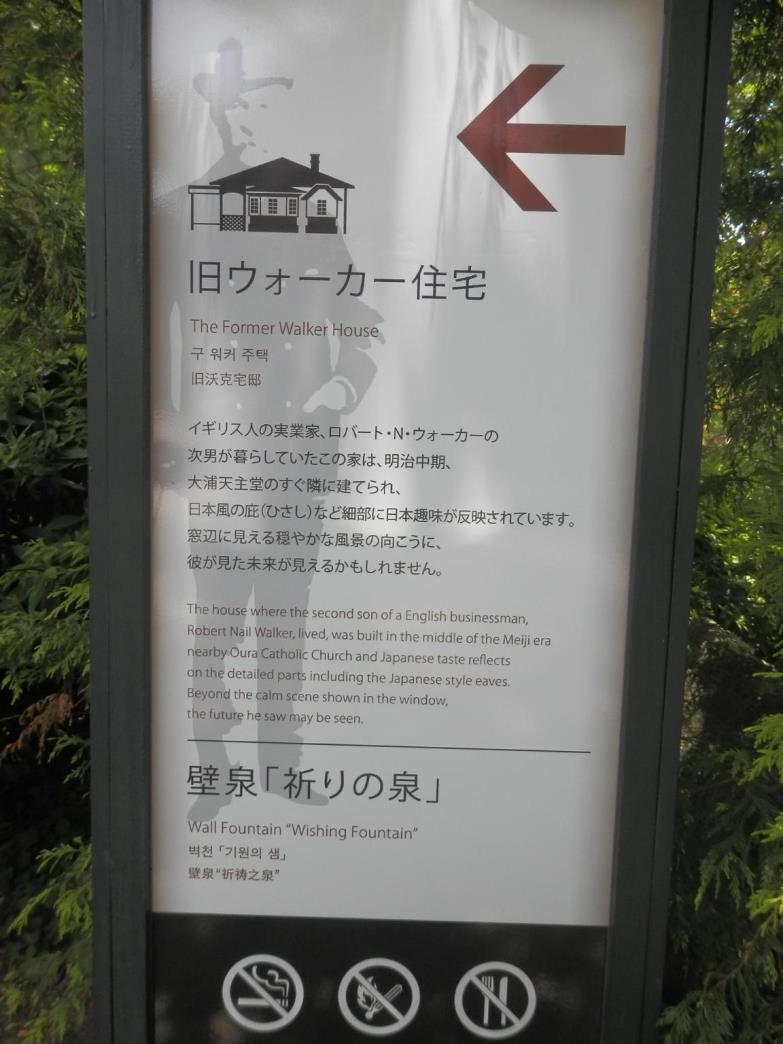 旧ウォーカー住宅
The Former Walker House
구 워커 주택
旧沃克宅邸
イギリス人の実業家、ロバート・N・ウォーカーの
次男が暮らしていたこの家は、明治中期、
大浦天主堂のすぐ隣に建てられ、
日本風の庇(ひさし)など細部に日本趣味が反映されています。
窓辺に見える穏やかな風景の向こうに、
彼が見た未来が見えるかもしれません。
The house where the second son of a English businessman,
Robert Nail Walker, lived, was built in the middle of the Meiji era
nearby Oura Catholic Church and Japanese taste reflects
on the detailed parts including the Japanese style eaves.
Beyond the calm scene shown in the window,
the future he saw may be seen.
壁泉「祈りの泉」
Wall Fountain "Wishing Fountain"
벽천「기원의 샘」
壁泉"祈祷之泉"